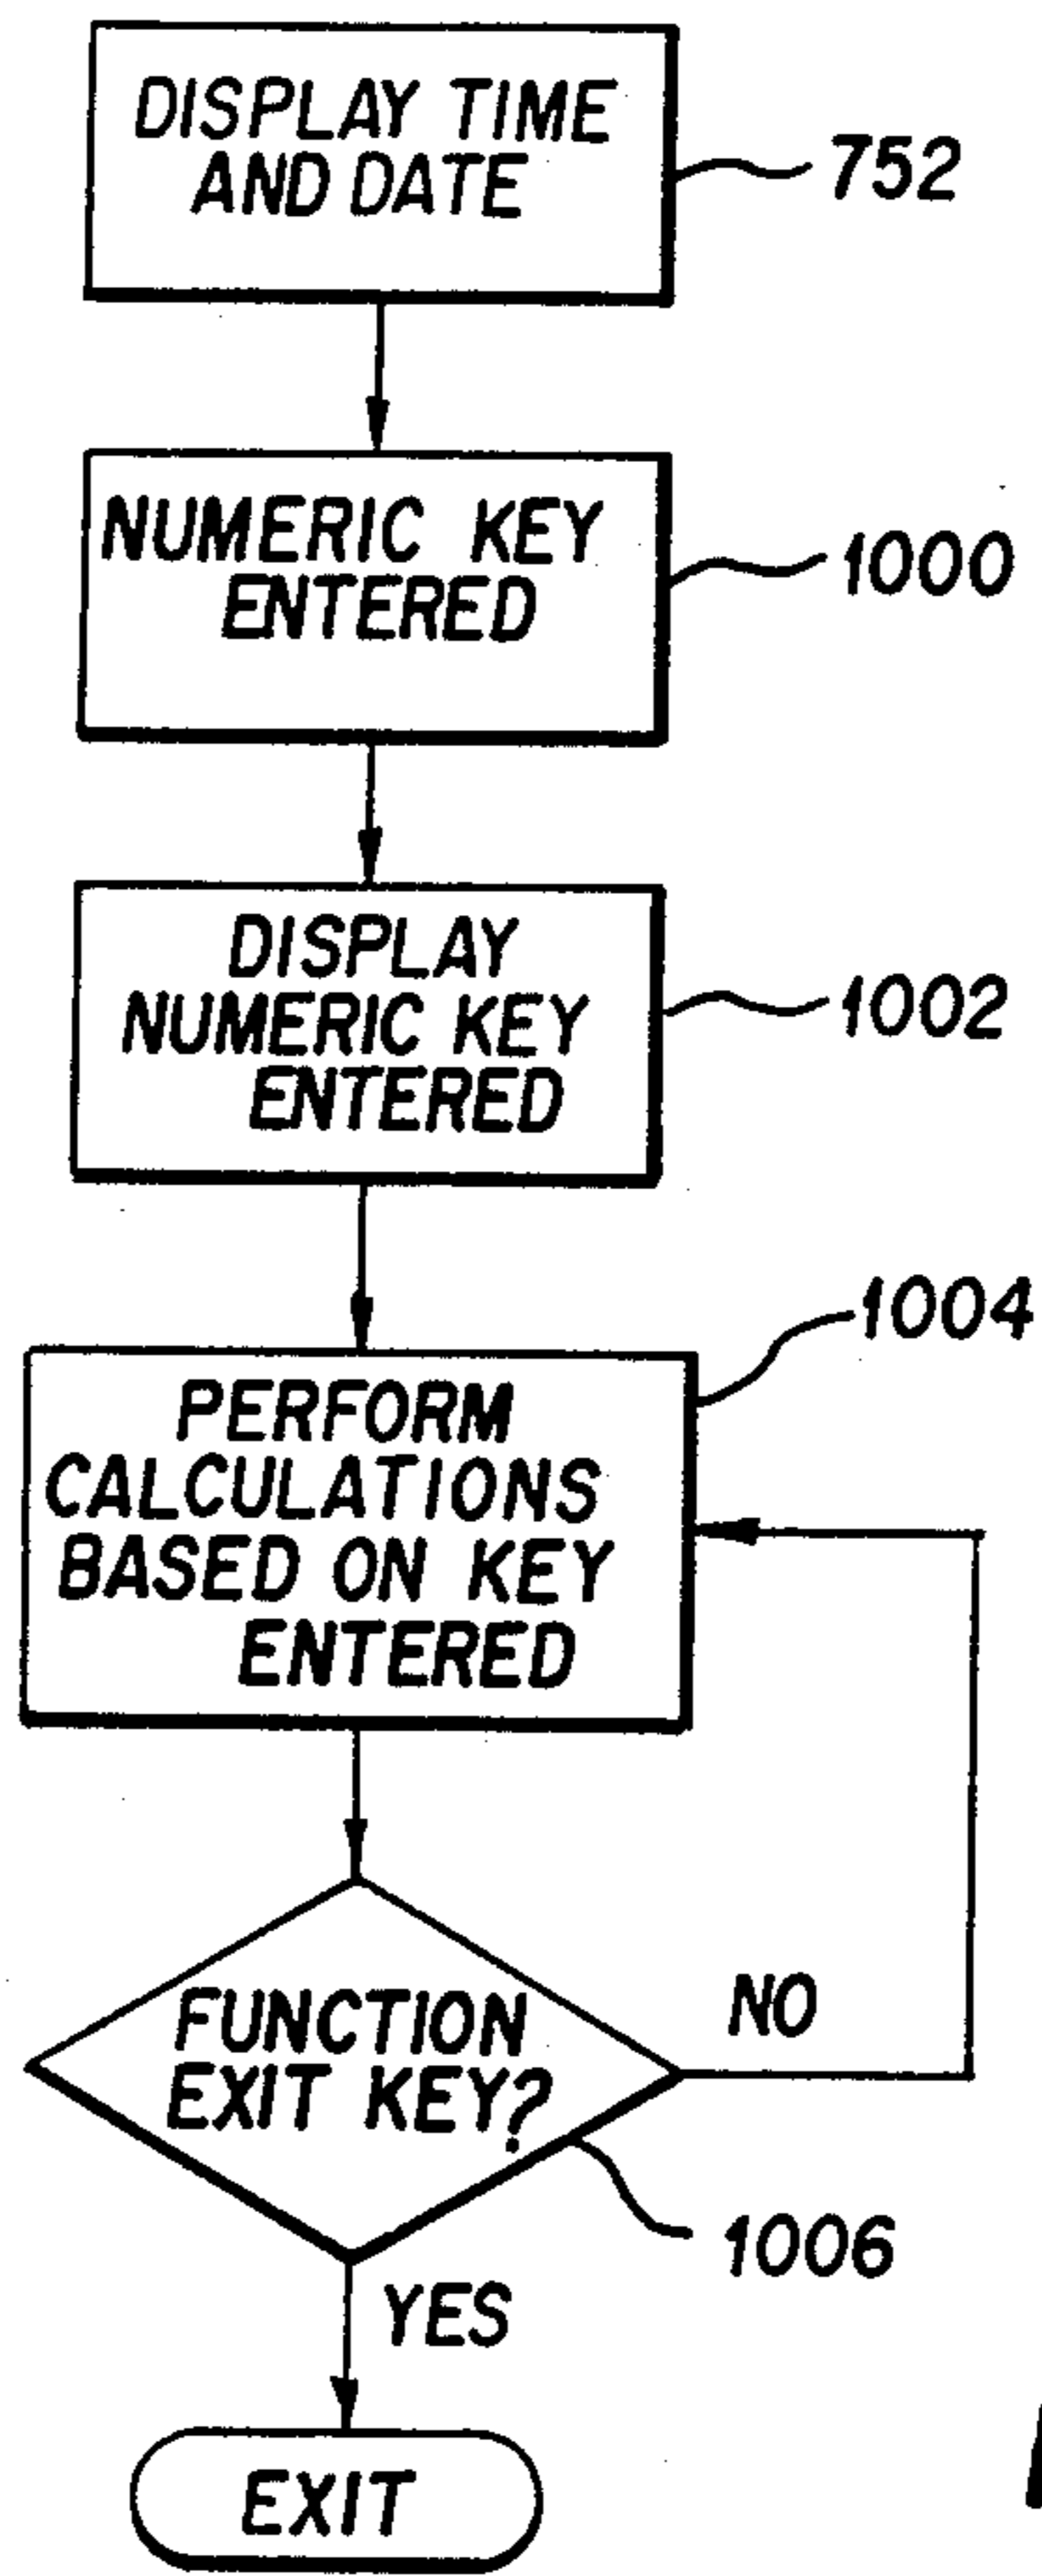 DISPLAY TIME
AND DATE
752
NUMERIC KEY
ENTERED
1000
DISPLAY
NUMERIC KEY
ENTERED
1002
1004
PERFORM
CALCULATIONS
BASED ON KEY
ENTERED
FUNCTION
EXIT KEY?
NO
1006
YES
EXIT